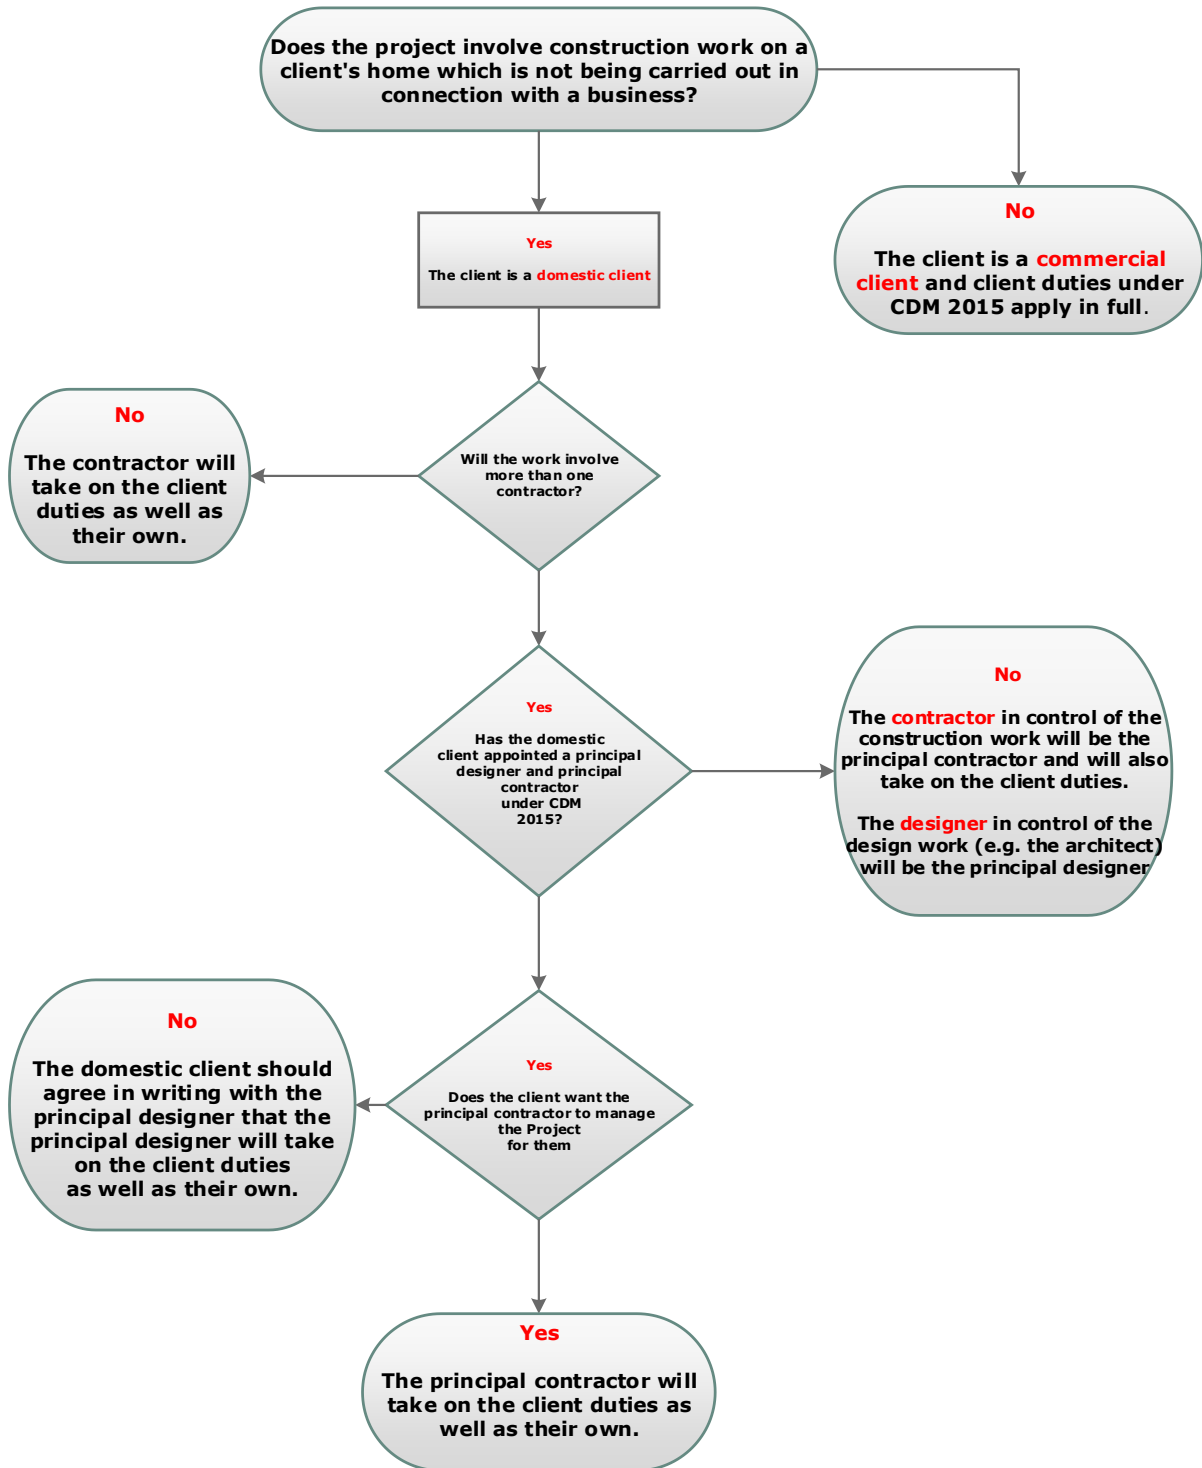 Does the project involve construction work on a
client's home which is not being carried out in
connection with a business?
No
The client is a commercial
client and client duties under
CDM 2015 apply in full.
Yes
The client is a domestic client
No
The contractor will
take on the client
duties as well as
their own.
Will the work involve
more than one
contractor?
Yes
Has the domestic
client appointed a principal
designer and principal
contractor
under CDM
2015?
No
The contractor in control of the
construction work will be the
principal contractor and will also
take on the client duties.
The designer in control of the
design work (e.g. the architect)
will be the principal designer
No
The domestic client should
agree in writing with the
principal designer that the
principal designer will take
on the client duties
as well as their own.
Yes
Does the client want the
principal contractor to manage
the Project
for them
Yes
The principal contractor will
take on the client duties as
well as their own.